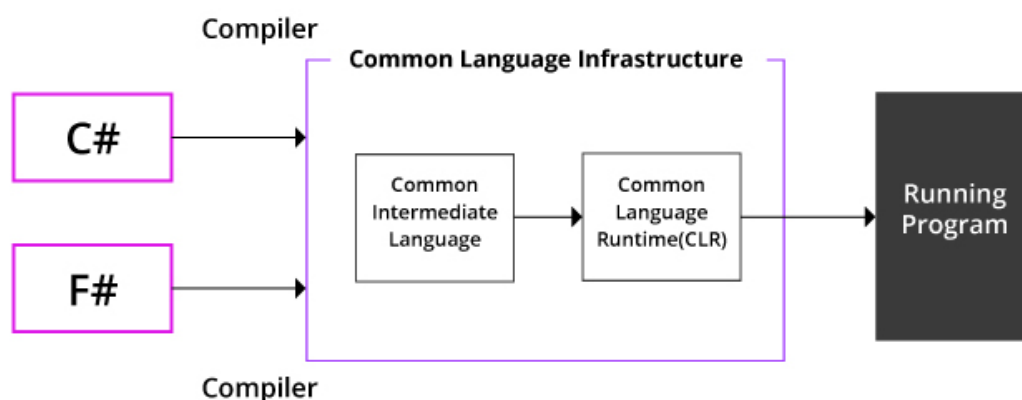 Compiler
Common Language Infrastructure
C#
F#
Common
Intermediate
Language
Common
Language
Runtime(CLR)
Running
Program
Compiler